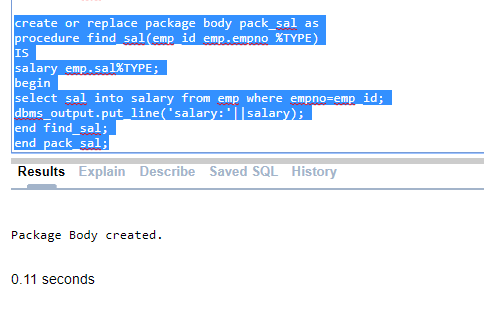 create or replace package body pack_sal as
procedure find_sal(emp_id emp.empno %TYPE)
IS
salary emp.sal%TYPE;
begin
select sal into salary from emp where empno=emp_id;
dbms_output.put_line('salary:'||salary);
end find_sal;
end pack_sal;
Results Explain Describe Saved SQL History
Package Body created.
0.11 seconds